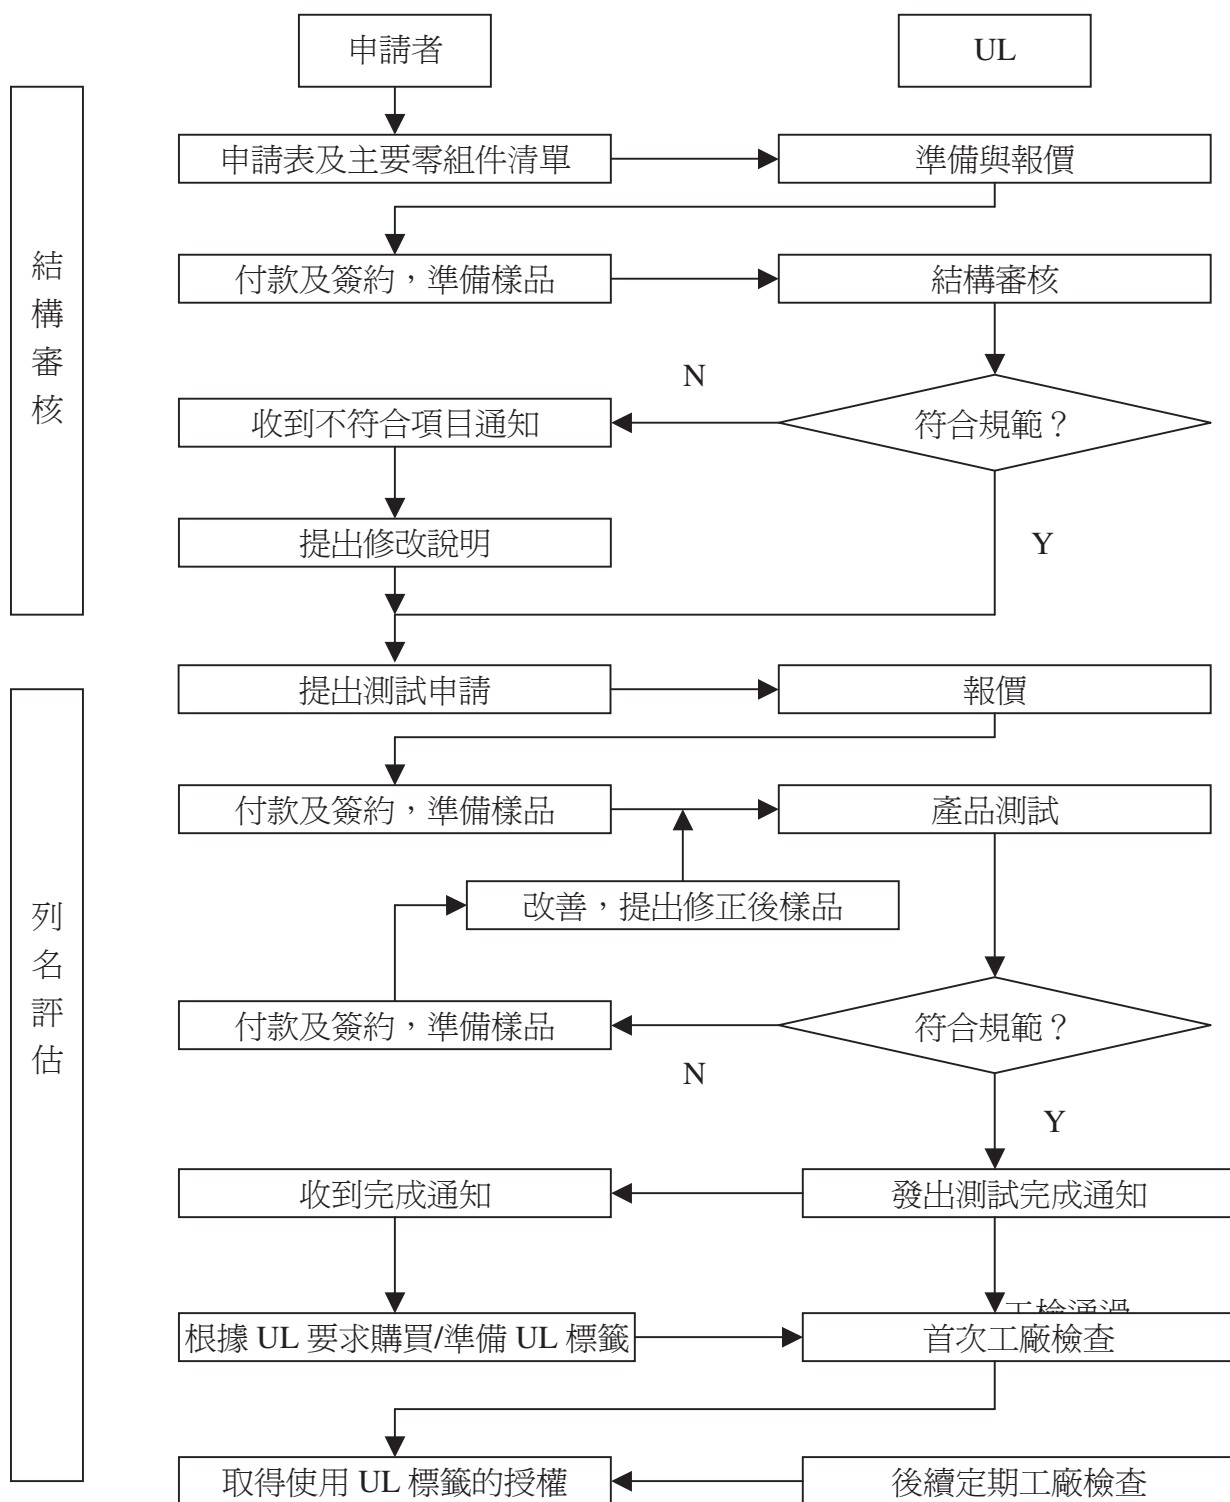 申請者
UL
結構審核
申請表及主要零組件清單
準備與報價
付款及簽約，準備樣品
結構審核
N
收到不符合項目通知
符合規範？
提出修改說明
Y
提出測試申請
報價
列名評估
付款及簽約，準備樣品
產品測試
改善，提出修正後樣品
付款及簽約，準備樣品
符合規範？
N
Y
收到完成通知
發出測試完成通知
工檢通過
根據 UL 要求購買/準備 UL 標籤
首次工廠檢查
取得使用 UL 標籤的授權
後續定期工廠檢查